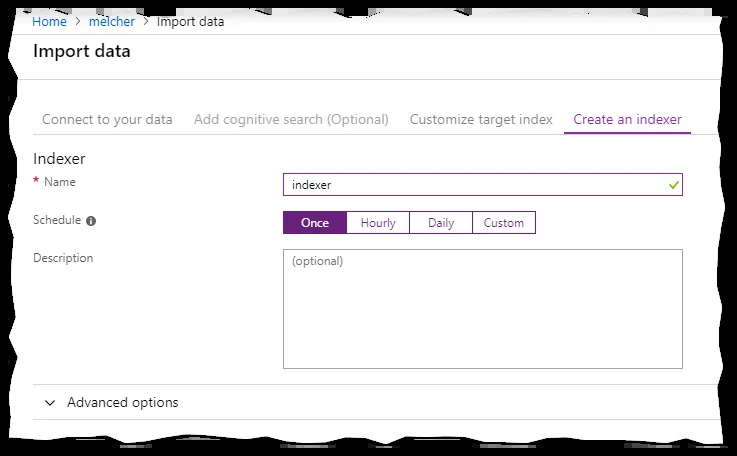 Home > melcher > Import data
Import data
Connect to your data Add cognitive search (Optional) Customize target index Create an indexer
Indexer
* Name indexer
Schedule Once Hourly Daily Custom
Description (optional)
Advanced options